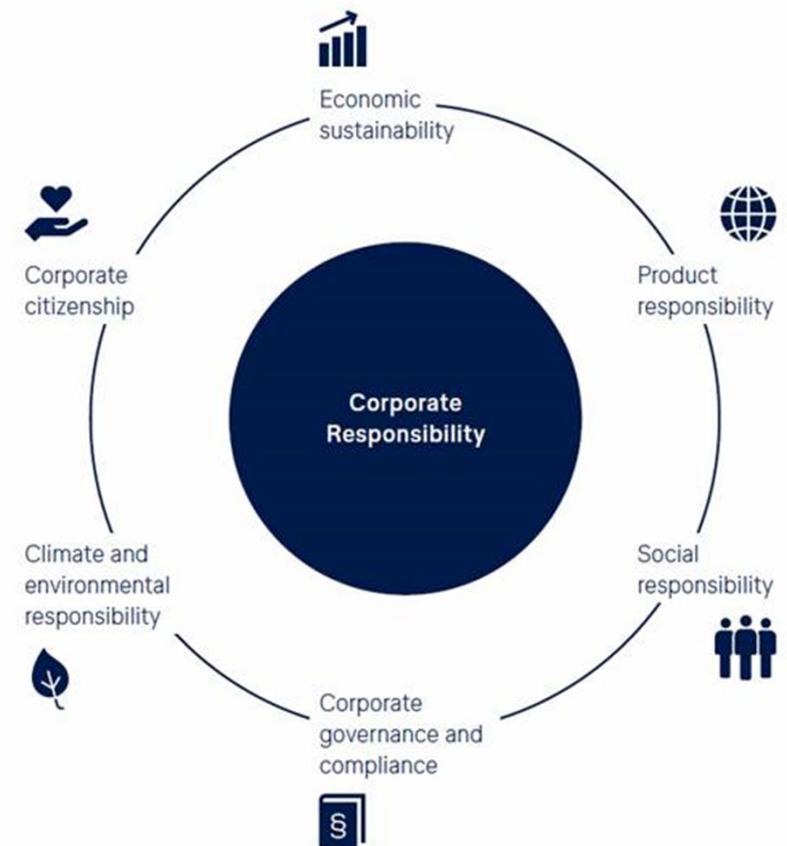 Economic
sustainability
Product
responsibility
Social
responsibility
Corporate
governance and
compliance
§
Climate and
environmental
responsibility
Corporate
citizenship
Corporate
Responsibility